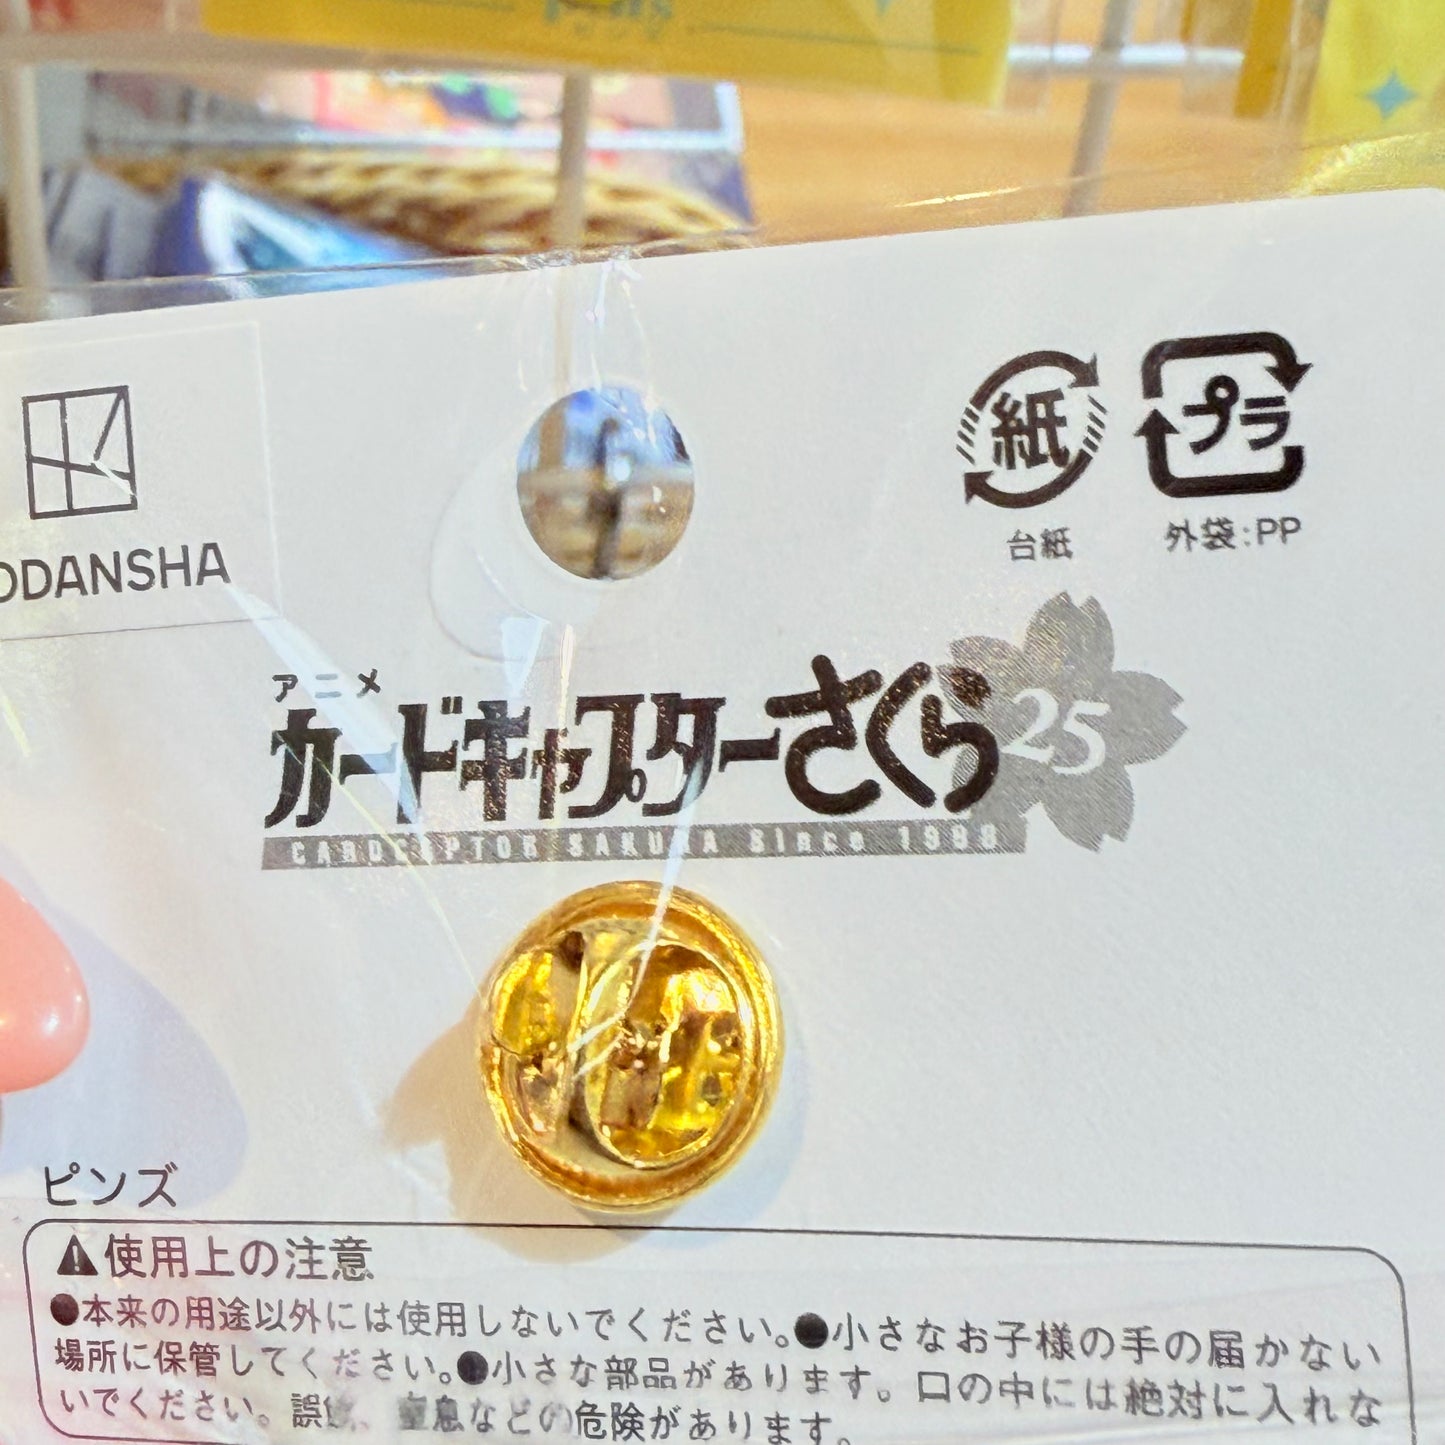 ODANSHA
紙
プラ
台紙
外袋:PP
アニメ
カードキャプターさくら
25
CARDCAPTOR SAKURA Since 1998
ピンズ
使用上の注意
●本来の用途以外には使用しないでください。●小さなお子様の手の届かない
場所に保管してください。●小さな部品があります。口の中には絶対に入れな
いでください。誤飲、窒息などの危険があります。